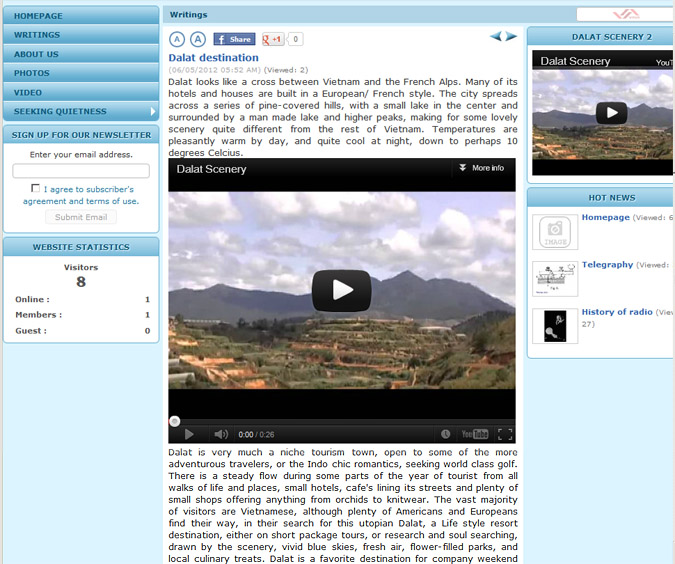 HOMEPAGE
WRITINGS
ABOUT US
PHOTOS
VIDEO
SEEKING QUIETNESS
SIGN UP FOR OUR NEWSLETTER
Enter your email address.
I agree to subscriber's
agreement and terms of use.
Submit Email
WEBSITE STATISTICS
Visitors
8
Online : 1
Members : 1
Guest : 0
Writings
A A Share +1 0
Dalat destination
(06/05/2012 05:52 AM) (Viewed: 2)
Dalat looks like a cross between Vietnam and the French Alps. Many of its
hotels and houses are built in a European/ French style. The city spreads
across a series of pine-covered hills, with a small lake in the center and
surrounded by a man made lake and higher peaks, making for some lovely
scenery quite different from the rest of Vietnam. Temperatures are
pleasantly warm by day, and quite cool at night, down to perhaps 10
degrees Celcius.
Dalat Scenery More info
0:00 / 0:26 YouTube
Dalat is very much a niche tourism town, open to some of the more
adventurous travelers, or the Indo chic romantics, seeking world class golf.
There is a steady flow during some parts of the year of tourist from all
walks of life and places, small hotels, cafe's lining its streets and plenty of
small shops offering anything from orchids to knitwear. The vast majority
of visitors are Vietnamese, although plenty of Americans and Europeans
find their way, in their search for this utopian Dalat, a Life style resort
destination, either on short package tours, or research and soul searching,
drawn by the scenery, vivid blue skies, fresh air, flower-filled parks, and
local culinary treats. Dalat is a favorite destination for company weekend
DALAT SCENERY 2
Dalat Scenery YouT
HOT NEWS
IMAGE
Homepage (Viewed: 6
Telegraphy (Viewed:
History of radio (Viev
27)